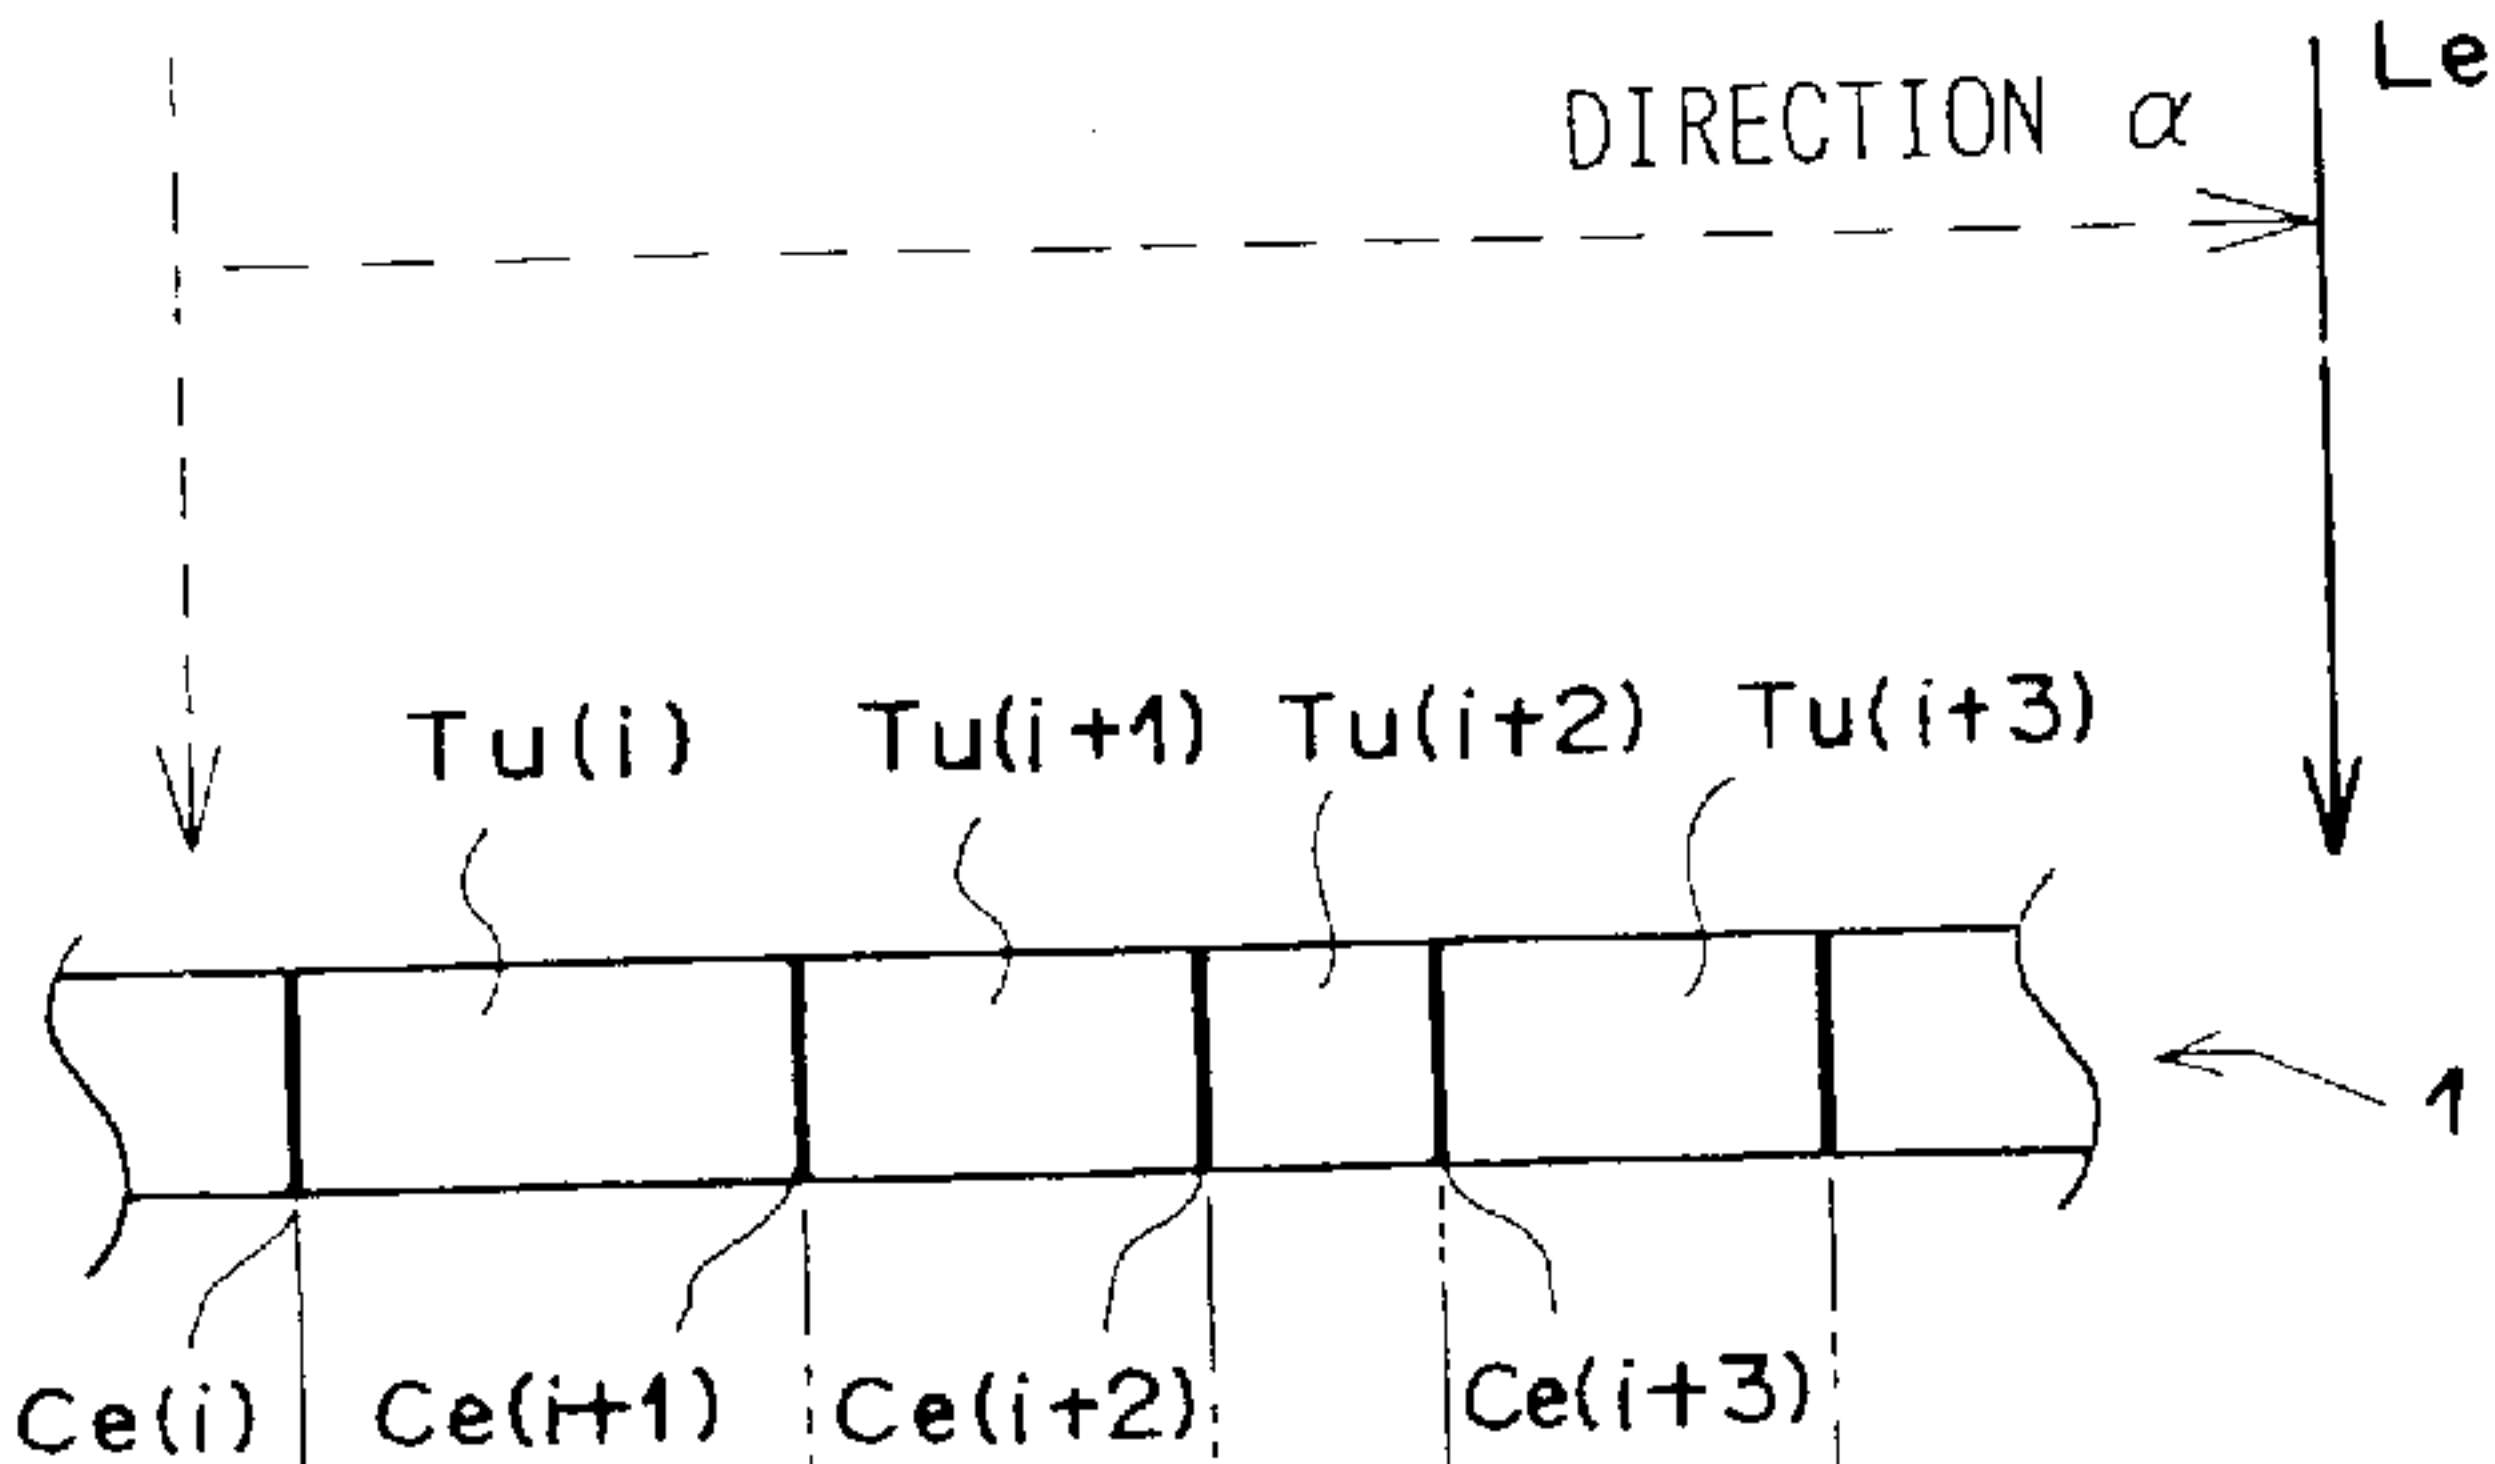 Le
DIRECTION α
Tu(i) Tu(i+1) Tu(i+2) Tu(i+3)
1
Ce(i) Ce(i+1) Ce(i+2) Ce(i+3)